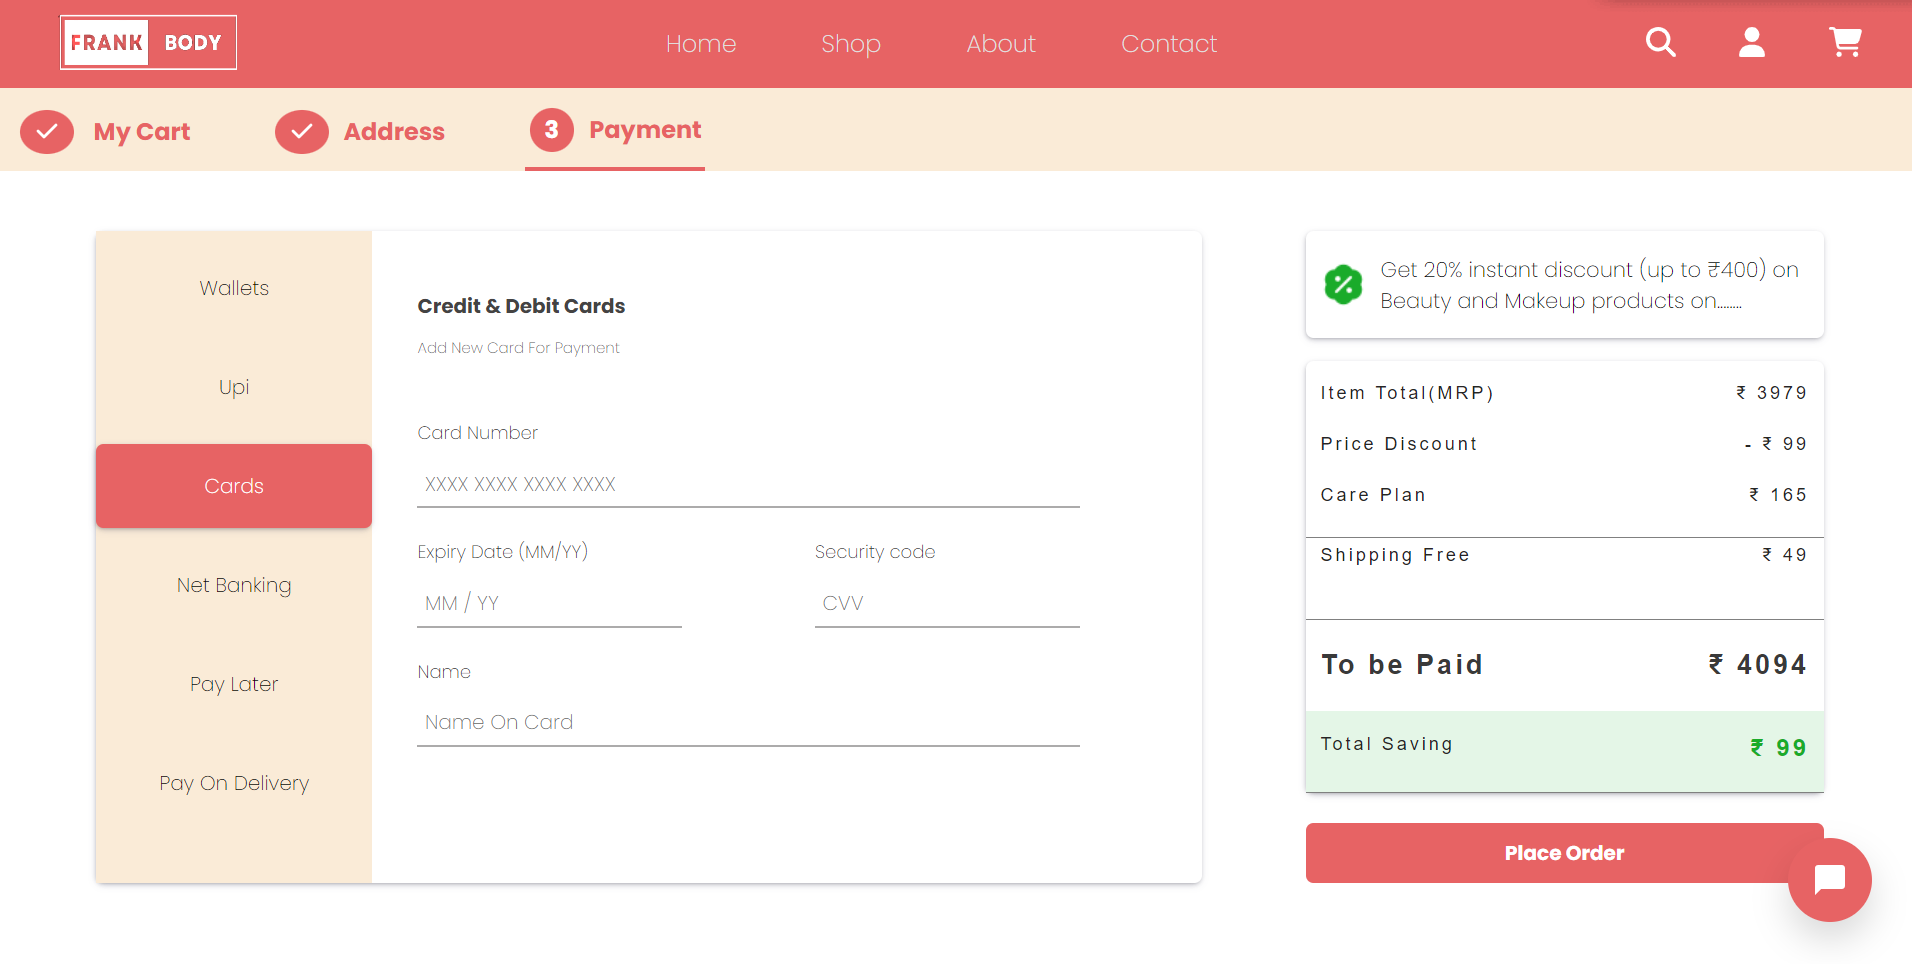 FRANK BODY
Home Shop About Contact
My Cart Address 3 Payment
Wallets
Upi
Cards
Net Banking
Pay Later
Pay On Delivery
Credit & Debit Cards
Add New Card For Payment
Card Number
XXXX XXXX XXXX XXXX
Expiry Date (MM/YY) Security code
MM / YY CVV
Name
Name On Card
Get 20% instant discount (up to ₹400) on
Beauty and Makeup products on........
Item Total(MRP) ₹ 3979
Price Discount - ₹ 99
Care Plan ₹ 165
Shipping Free ₹ 49
To be Paid ₹ 4094
Total Saving ₹ 99
Place Order